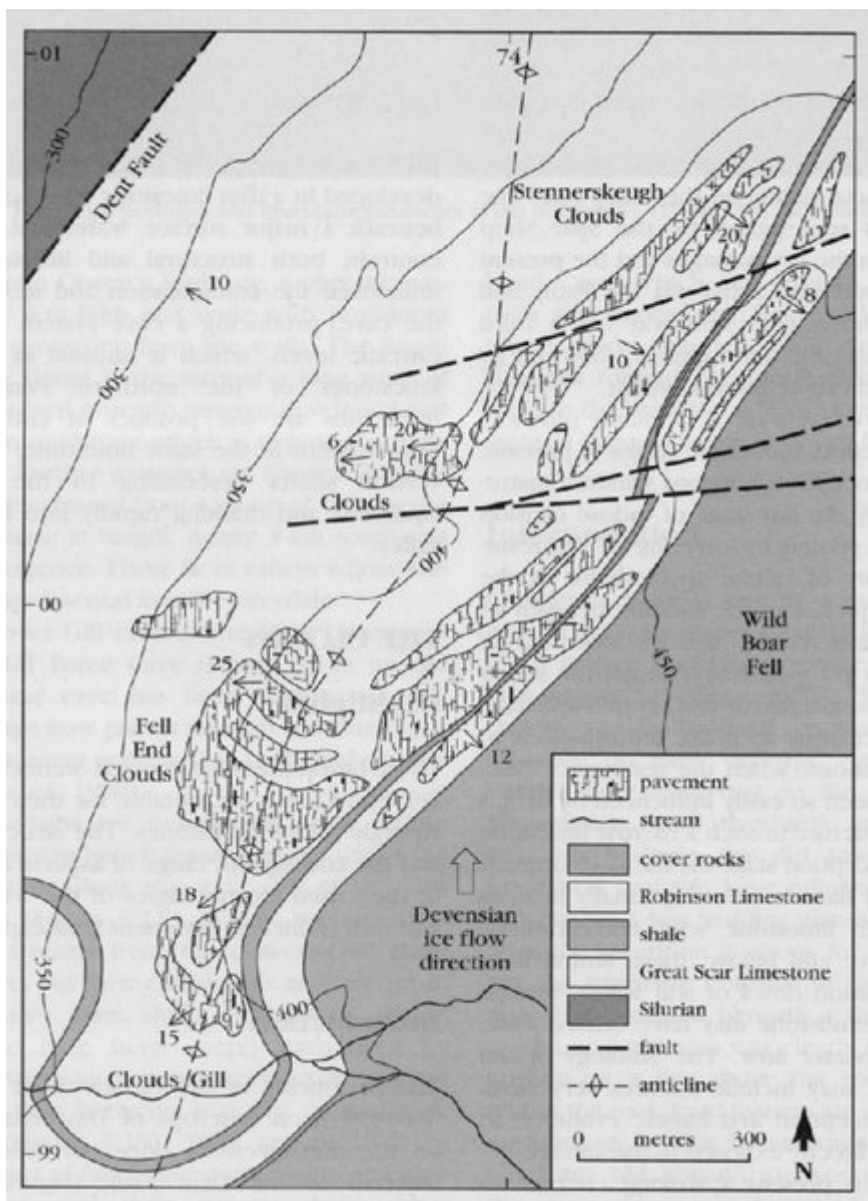 01
74
300
Dent Fault
Stennerskeugh
Clouds
20
10
8
10
350
6
20
Clouds
350
400
00
Wild
Boar
Fell
450
25
Fell
End
Clouds
12
pavement
stream
cover rocks
Robinson Limestone
shale
Great Scar Limestone
Silurian
fault
anticline
18
Devensian
ice flow
direction
350
400
15
Clouds Gill
0 metres 300
N
99